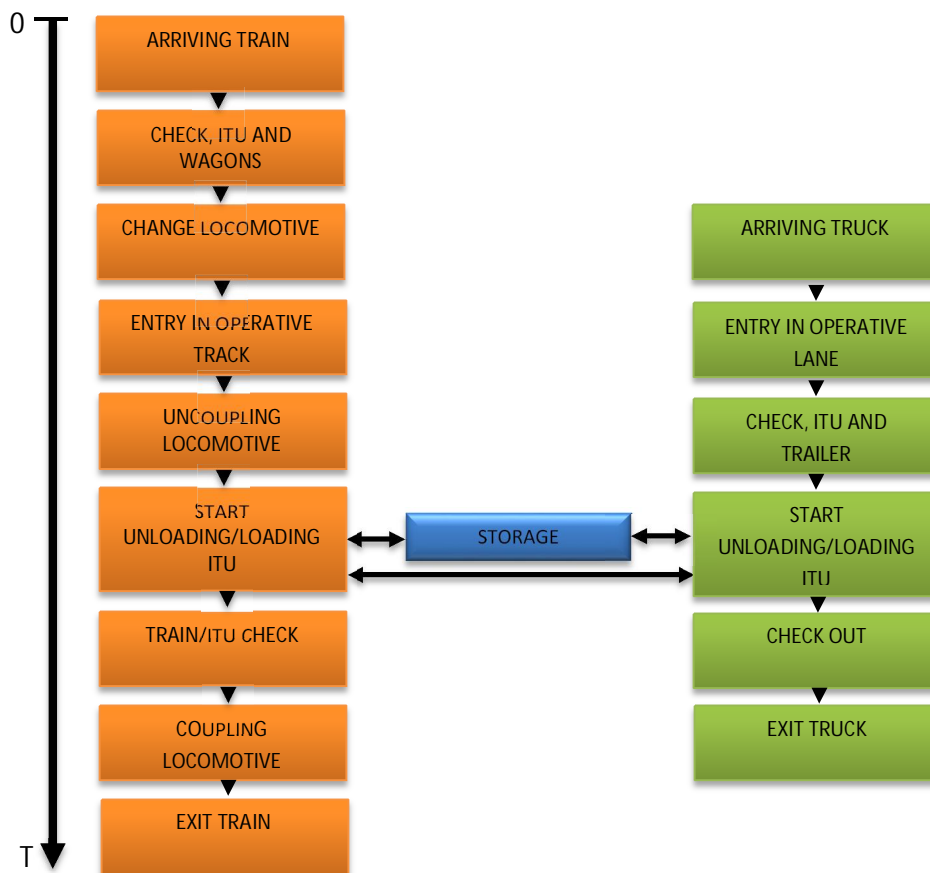 0
ARRIVING TRAIN
CHECK, ITU AND
WAGONS
CHANGE LOCOMOTIVE
ENTRY IN OPERATIVE
TRACK
UNCOUPLING
LOCOMOTIVE
START
UNLOADING/LOADING
ITU
TRAIN/ITU CHECK
COUPLING
LOCOMOTIVE
EXIT TRAIN
T
STORAGE
ARRIVING TRUCK
ENTRY IN OPERATIVE
LANE
CHECK, ITU AND
TRAILER
START
UNLOADING/LOADING
ITU
CHECK OUT
EXIT TRUCK